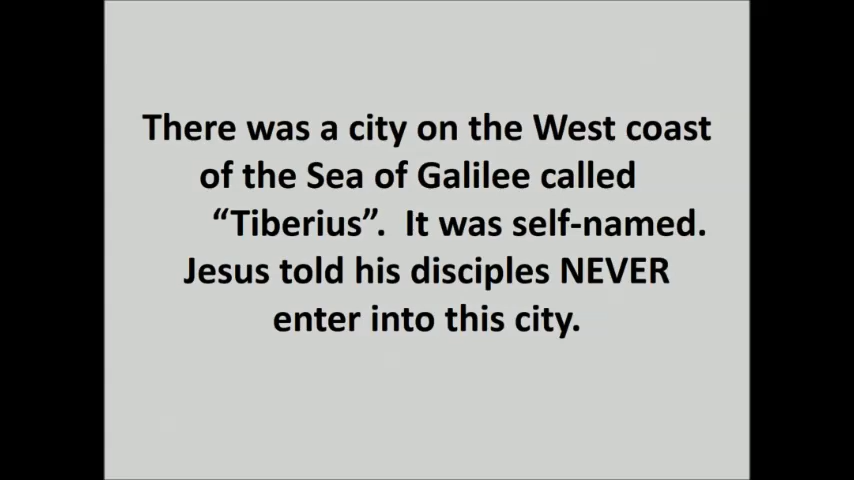 There was a city on the West coast
of the Sea of Galilee called
“Tiberius”. It was self-named.
Jesus told his disciples NEVER
enter into this city.